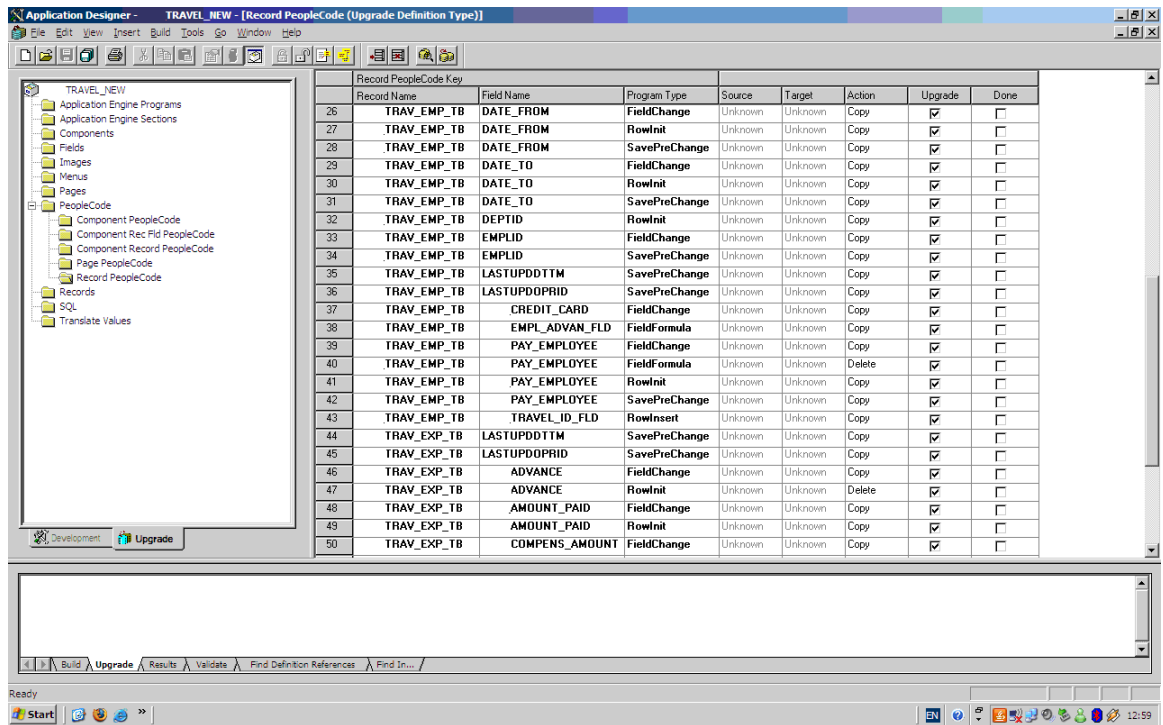 Application Designer - TRAVEL_NEW - [Record PeopleCode (Upgrade Definition Type)]
File Edit View Insert Build Tools Go Window Help
TRAVEL_NEW
Application Engine Programs
Application Engine Sections
Components
Fields
Images
Menus
Pages
PeopleCode
Component PeopleCode
Component Rec Fld PeopleCode
Component Record PeopleCode
Page PeopleCode
Record PeopleCode
Records
SQL
Translate Values
Development Upgrade
Record PeopleCode Key
Record Name Field Name Program Type Source Target Action Upgrade Done
26 TRAV_EMP_TB DATE_FROM FieldChange Unknown Unknown Copy
27 TRAV_EMP_TB DATE_FROM RowInit Unknown Unknown Copy
28 TRAV_EMP_TB DATE_FROM SavePreChange Unknown Unknown Copy
29 TRAV_EMP_TB DATE_TO FieldChange Unknown Unknown Copy
30 TRAV_EMP_TB DATE_TO RowInit Unknown Unknown Copy
31 TRAV_EMP_TB DATE_TO SavePreChange Unknown Unknown Copy
32 TRAV_EMP_TB DEPTID RowInit Unknown Unknown Copy
33 TRAV_EMP_TB EMPLID FieldChange Unknown Unknown Copy
34 TRAV_EMP_TB EMPLID SavePreChange Unknown Unknown Copy
35 TRAV_EMP_TB LASTUPDDTTM SavePreChange Unknown Unknown Copy
36 TRAV_EMP_TB LASTUPDOPRID SavePreChange Unknown Unknown Copy
37 TRAV_EMP_TB CREDIT_CARD FieldChange Unknown Unknown Copy
38 TRAV_EMP_TB EMPL_ADVAN_FLD FieldFormula Unknown Unknown Copy
39 TRAV_EMP_TB PAY_EMPLOYEE FieldChange Unknown Unknown Copy
40 TRAV_EMP_TB PAY_EMPLOYEE FieldFormula Unknown Unknown Delete
41 TRAV_EMP_TB PAY_EMPLOYEE RowInit Unknown Unknown Copy
42 TRAV_EMP_TB PAY_EMPLOYEE SavePreChange Unknown Unknown Copy
43 TRAV_EMP_TB TRAVEL_ID_FLD RowInsert Unknown Unknown Copy
44 TRAV_EXP_TB LASTUPDDTTM SavePreChange Unknown Unknown Copy
45 TRAV_EXP_TB LASTUPDOPRID SavePreChange Unknown Unknown Copy
46 TRAV_EXP_TB ADVANCE FieldChange Unknown Unknown Copy
47 TRAV_EXP_TB ADVANCE RowInit Unknown Unknown Delete
48 TRAV_EXP_TB AMOUNT_PAID FieldChange Unknown Unknown Copy
49 TRAV_EXP_TB AMOUNT_PAID RowInit Unknown Unknown Copy
50 TRAV_EXP_TB COMPENS_AMOUNT FieldChange Unknown Unknown Copy
Build Upgrade Results Validate Find Definition References Find In...
Ready
Start EN 12:59